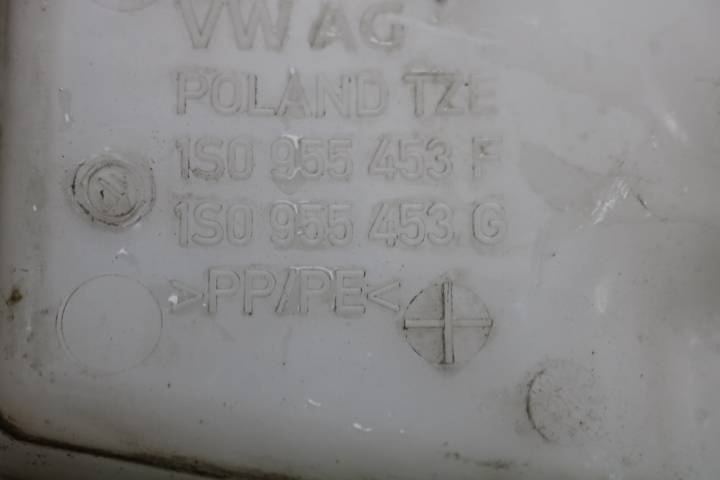 VW AG
POLAND TZE
1S0 955 453 F
1S0 955 453 G
>PP/PE<